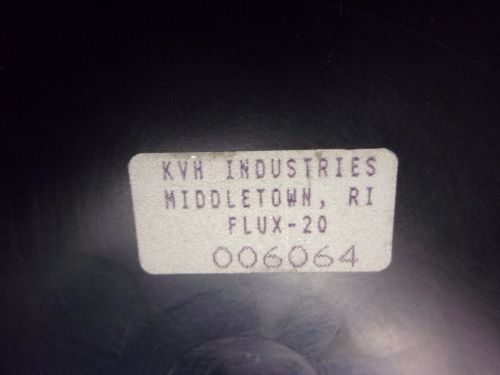 KVH INDUSTRIES
MIDDLETOWN, RI
FLUX-20
006064